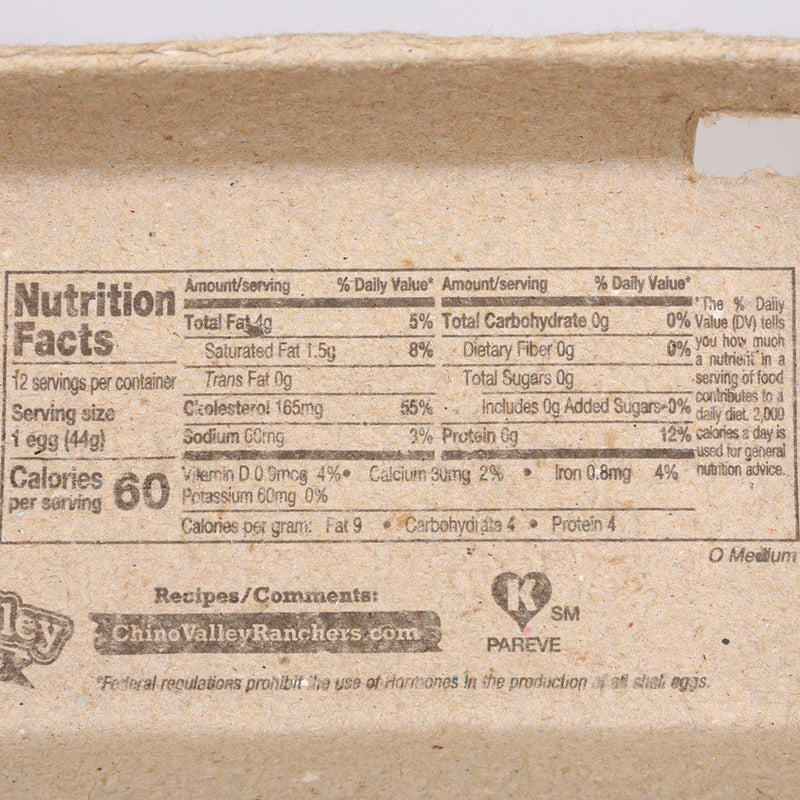 Nutrition
Facts
12 servings per container
Serving size
1 egg (44g)
Calories
per serving 60
Amount/serving % Daily Value*
Total Fat 4g 5%
Saturated Fat 1.5g 8%
Trans Fat 0g
Cholesterol 165mg 55%
Sodium 60mg 3%
Amount/serving % Daily Value*
Total Carbohydrate 0g 0%
Dietary Fiber 0g 0%
Total Sugars 0g
Includes 0g Added Sugars 0%
Protein 6g 12%
Vitamin D 0.9mcg 4% • Calcium 30mg 2% • Iron 0.8mg 4%
Potassium 60mg 0%
Calories per gram: Fat 9 • Carbohydrate 4 • Protein 4
*The % Daily
Value (DV) tells
you how much
a nutrient in a
serving of food
contributes to a
daily diet. 2,000
calories a day is
used for general
nutrition advice.
O Medium
Recipes/Comments:
ChinoValleyRanchers.com
K SM
PAREVE
*Federal regulations prohibit the use of Hormones in the production of all shell eggs.